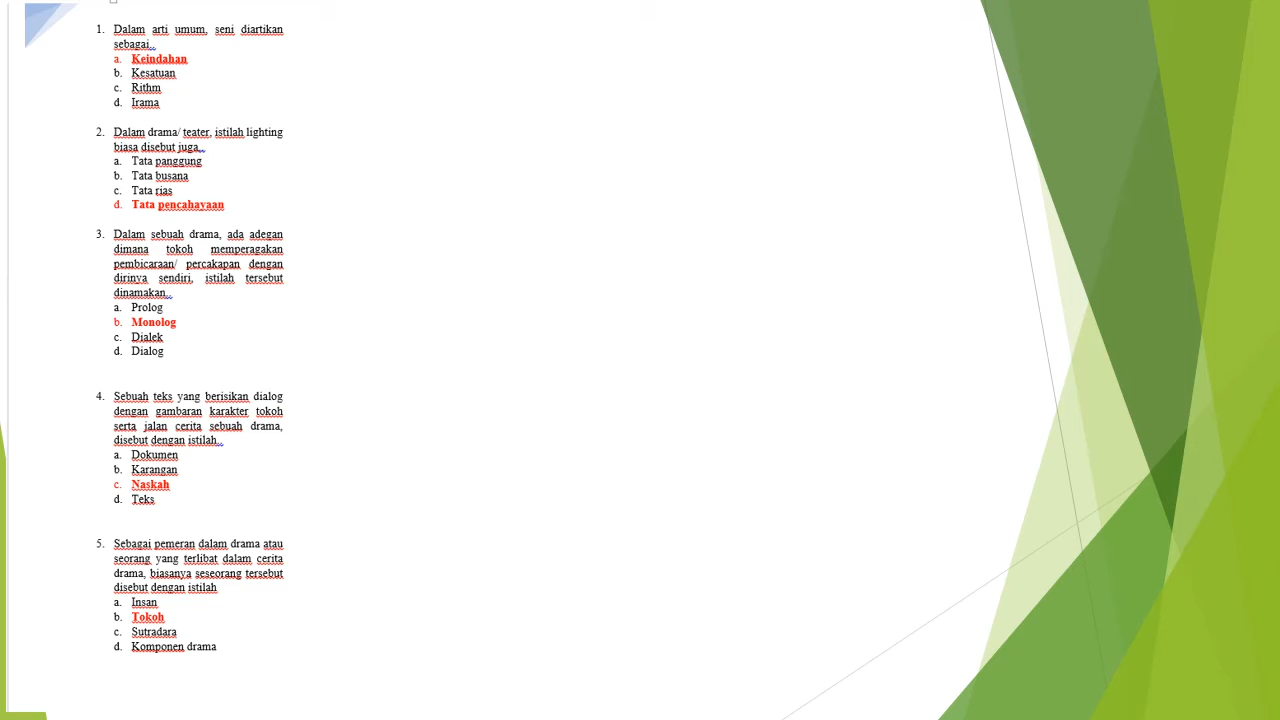 1. Dalam arti umum, seni diartikan
sebagai..
a. Keindahan
b. Kesatuan
c. Rithm
d. Irama
2. Dalam drama/ teater, istilah lighting
biasa disebut juga..
a. Tata panggung
b. Tata busana
c. Tata rias
d. Tata pencahayaan
3. Dalam sebuah drama, ada adegan
dimana tokoh memperagakan
pembicaraan/ percakapan dengan
dirinya sendiri, istilah tersebut
dinamakan..
a. Prolog
b. Monolog
c. Dialek
d. Dialog
4. Sebuah teks yang berisikan dialog
dengan gambaran karakter tokoh
serta jalan cerita sebuah drama,
disebut dengan istilah..
a. Dokumen
b. Karangan
c. Naskah
d. Teks
5. Sebagai pemeran dalam drama atau
seorang yang terlibat dalam cerita
drama, biasanya seseorang tersebut
disebut dengan istilah
a. Insan
b. Tokoh
c. Sutradara
d. Komponen drama